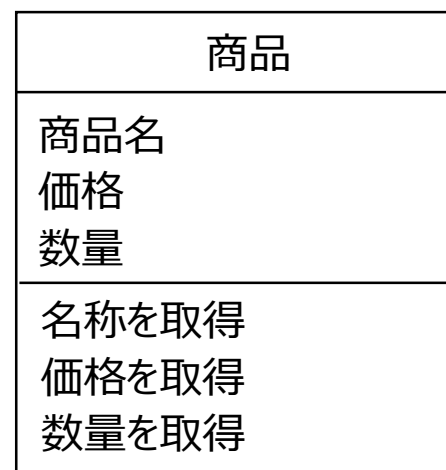 商品
商品名
価格
数量
名称を取得
価格を取得
数量を取得